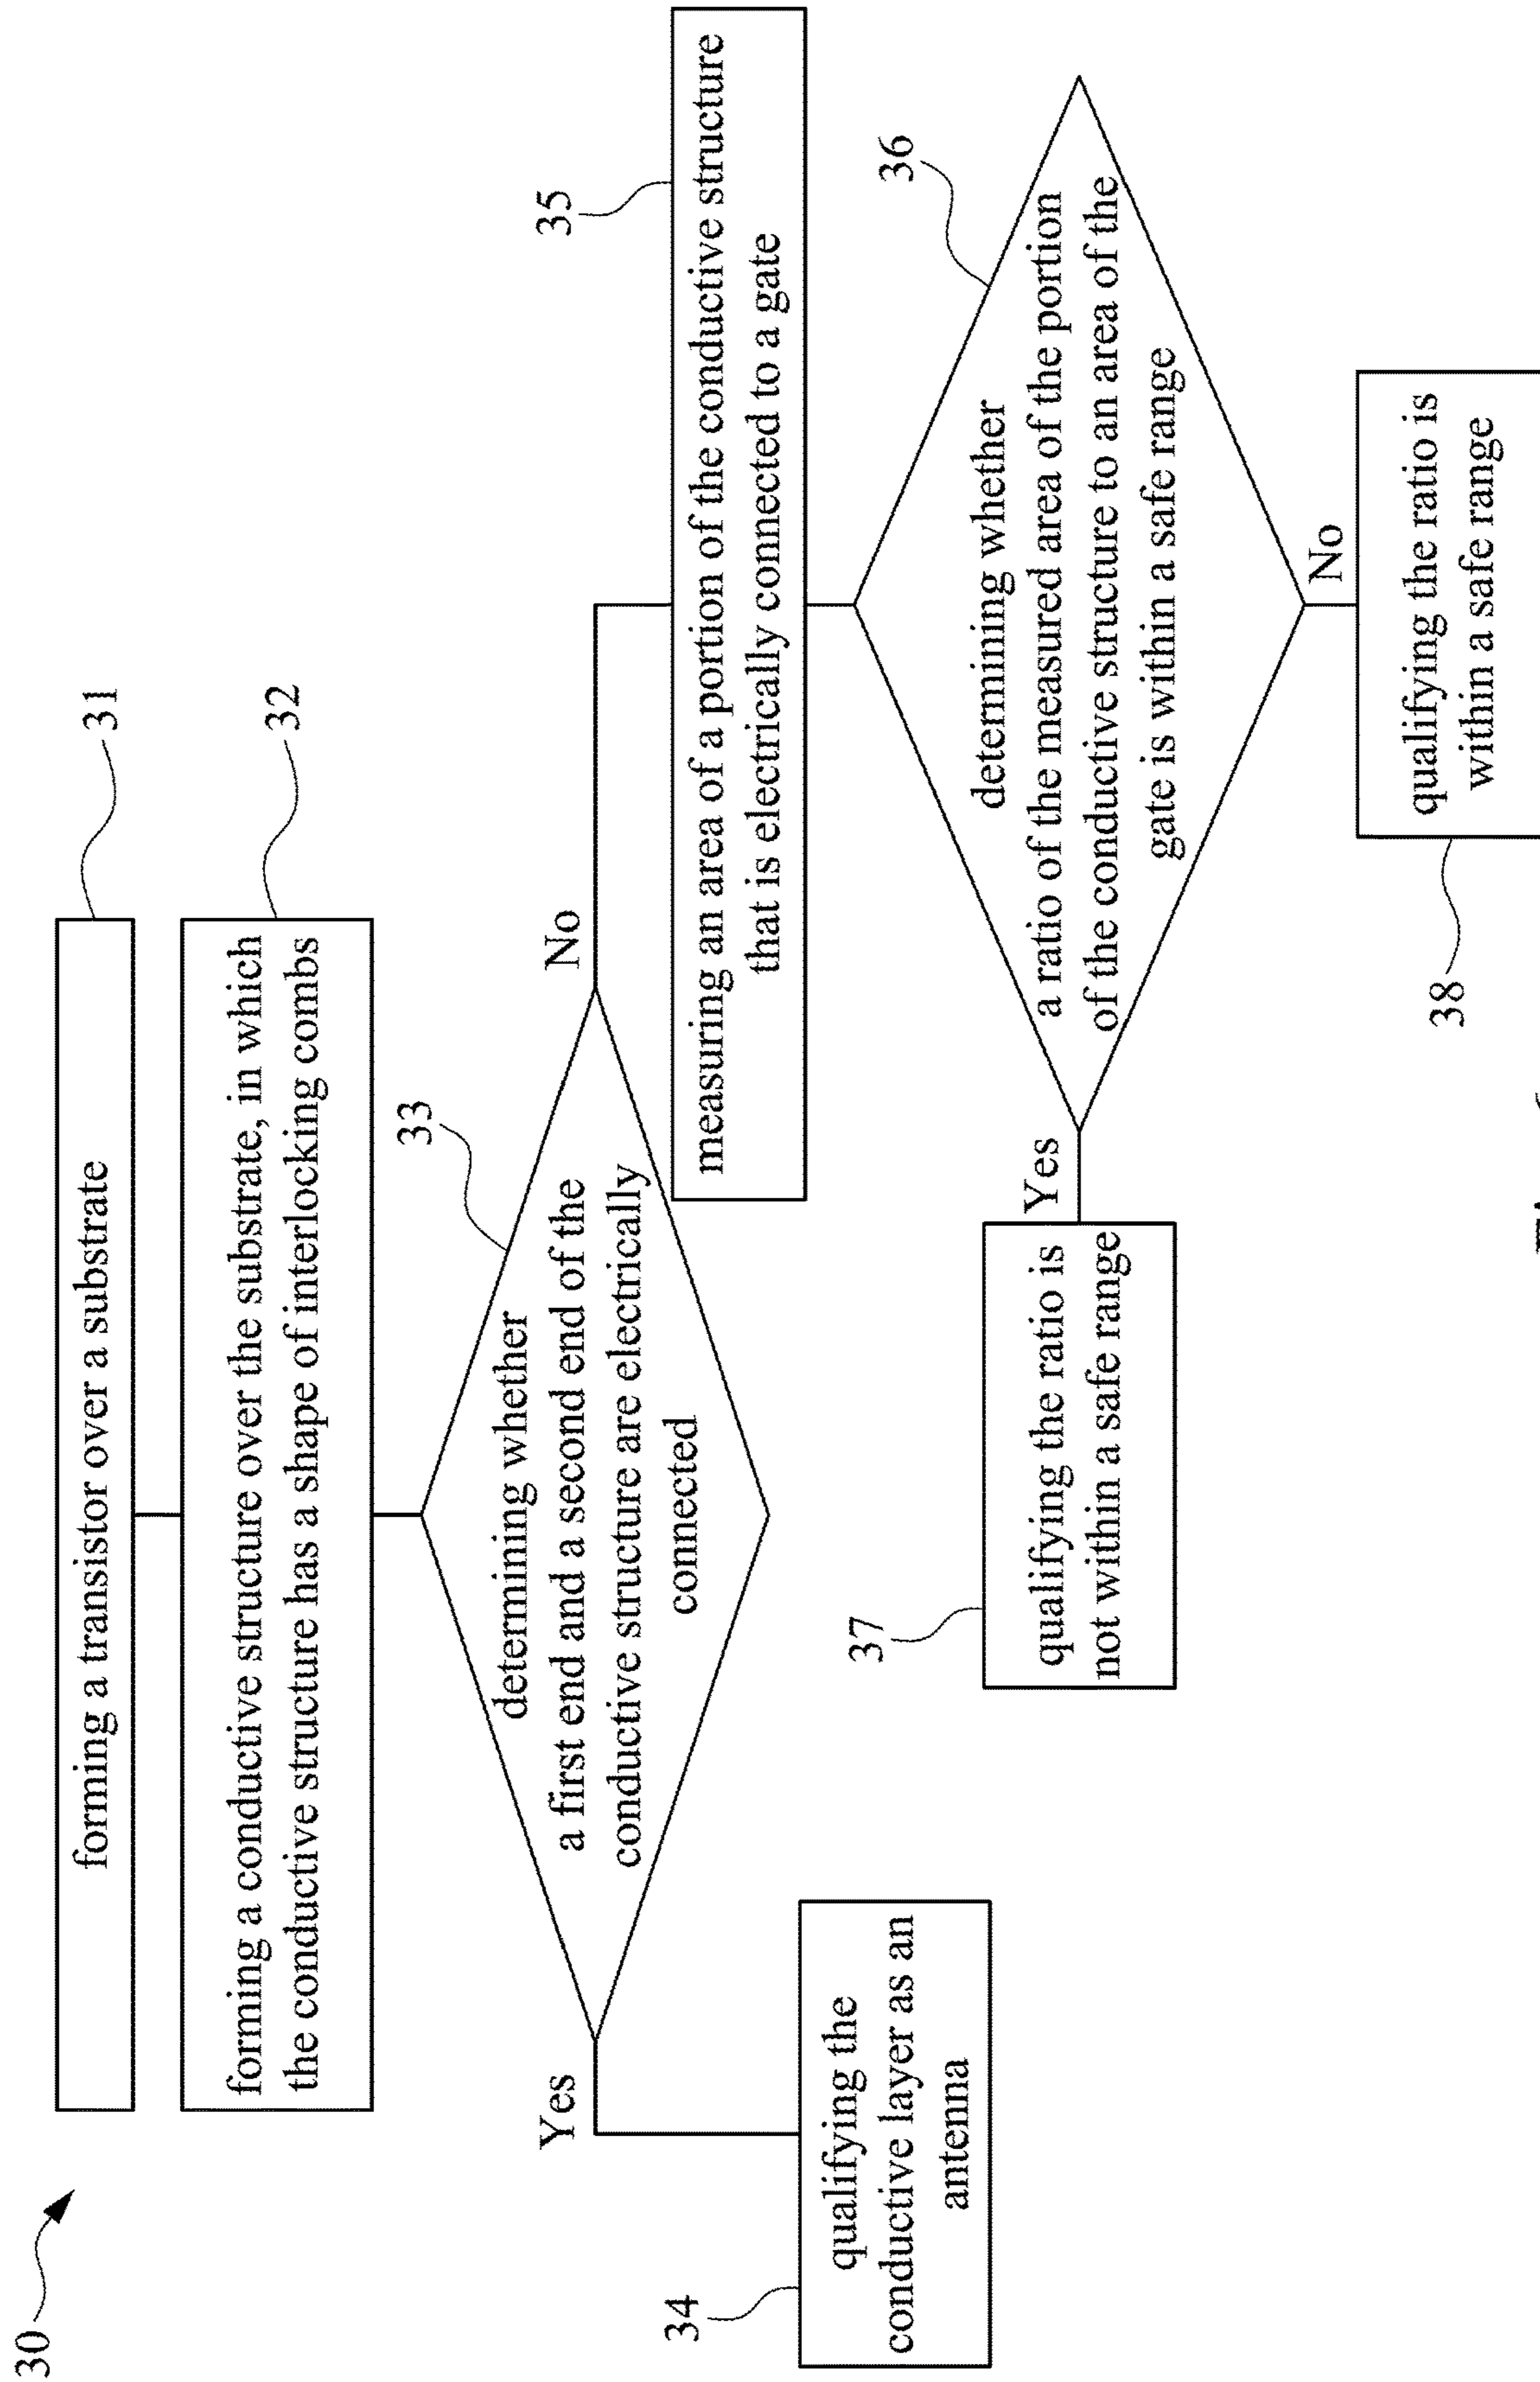 30
31
forming a transistor over a substrate
32
forming a conductive structure over the substrate, in which
the conductive structure has a shape of interlocking combs
33
determining whether
a first end and a second end of the
conductive structure are electrically
connected
Yes
No
34
qualifying the
conductive layer as an
antenna
35
measuring an area of a portion of the conductive structure
that is electrically connected to a gate
36
determining whether
a ratio of the measured area of the portion
of the conductive structure to an area of the
gate is within a safe range
Yes
No
37
qualifying the ratio is
not within a safe range
38
qualifying the ratio is
within a safe range